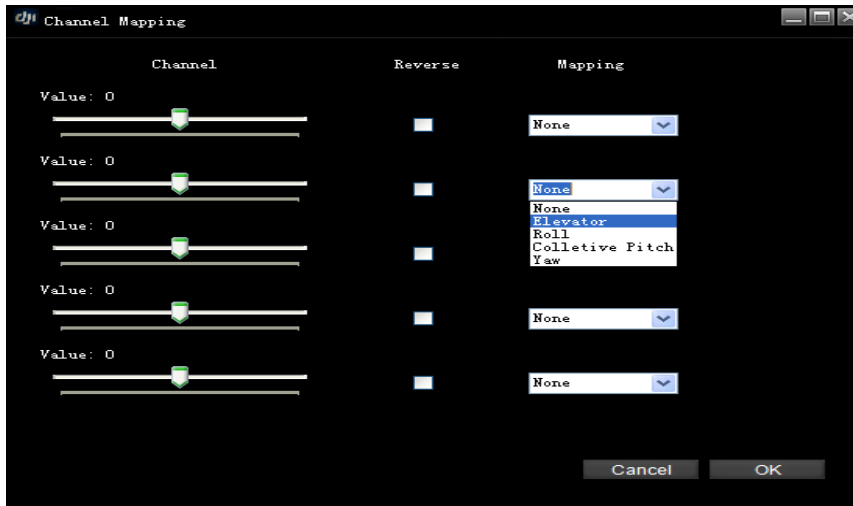 dji Channel Mapping
Channel Reverse Mapping
Value: 0
None
Value: 0
None
None
Elevator
Roll
Colletive Pitch
Yaw
Value: 0
Value: 0
None
Value: 0
None
Cancel OK